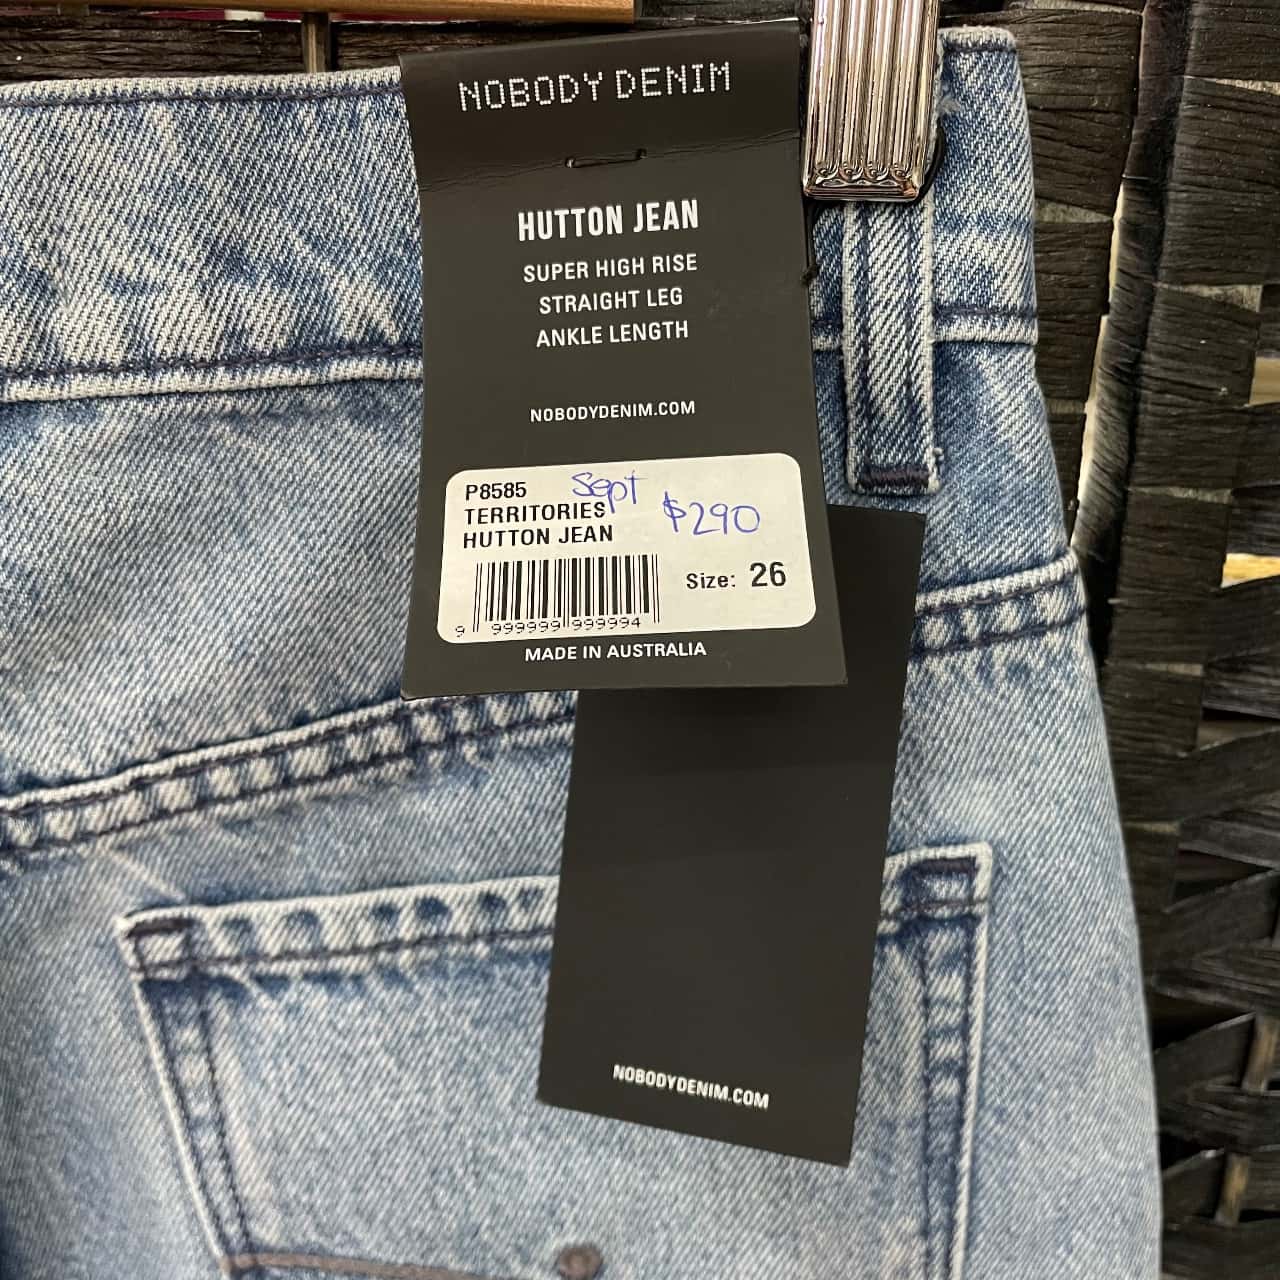 NOBODY DENIM
HUTTON JEAN
SUPER HIGH RISE
STRAIGHT LEG
ANKLE LENGTH
NOBODYDENIM.COM
P8585 Sept
TERRITORIES $290
HUTTON JEAN
Size: 26
9 999999 999994
MADE IN AUSTRALIA
NOBODYDENIM.COM